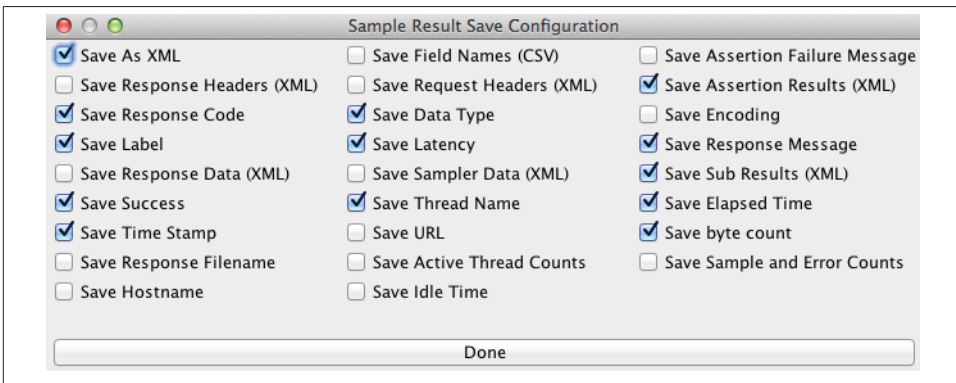 Sample Result Save Configuration
Save As XML Save Field Names (CSV) Save Assertion Failure Message
Save Response Headers (XML) Save Request Headers (XML) Save Assertion Results (XML)
Save Response Code Save Data Type Save Encoding
Save Label Save Latency Save Response Message
Save Response Data (XML) Save Sampler Data (XML) Save Sub Results (XML)
Save Success Save Thread Name Save Elapsed Time
Save Time Stamp Save URL Save byte count
Save Response Filename Save Active Thread Counts Save Sample and Error Counts
Save Hostname Save Idle Time
Done